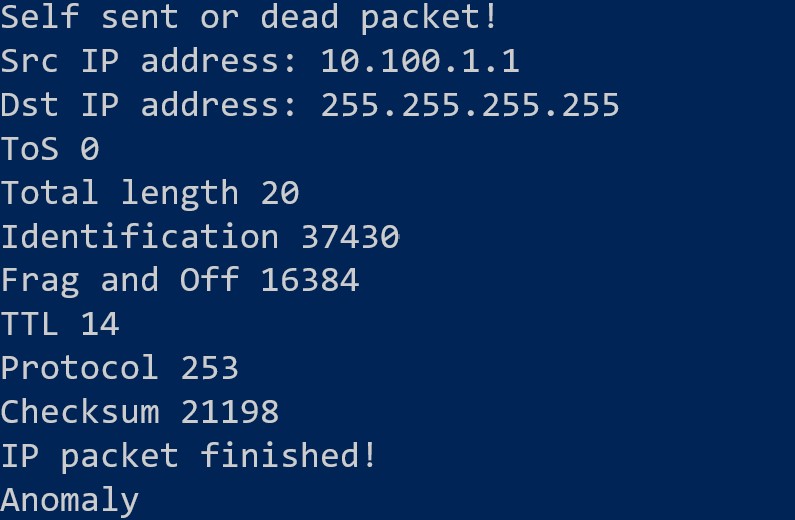 Self sent or dead packet!
Src IP address: 10.100.1.1
Dst IP address: 255.255.255.255
ToS 0
Total length 20
Identification 37430
Frag and Off 16384
TTL 14
Protocol 253
Checksum 21198
IP packet finished!
Anomaly